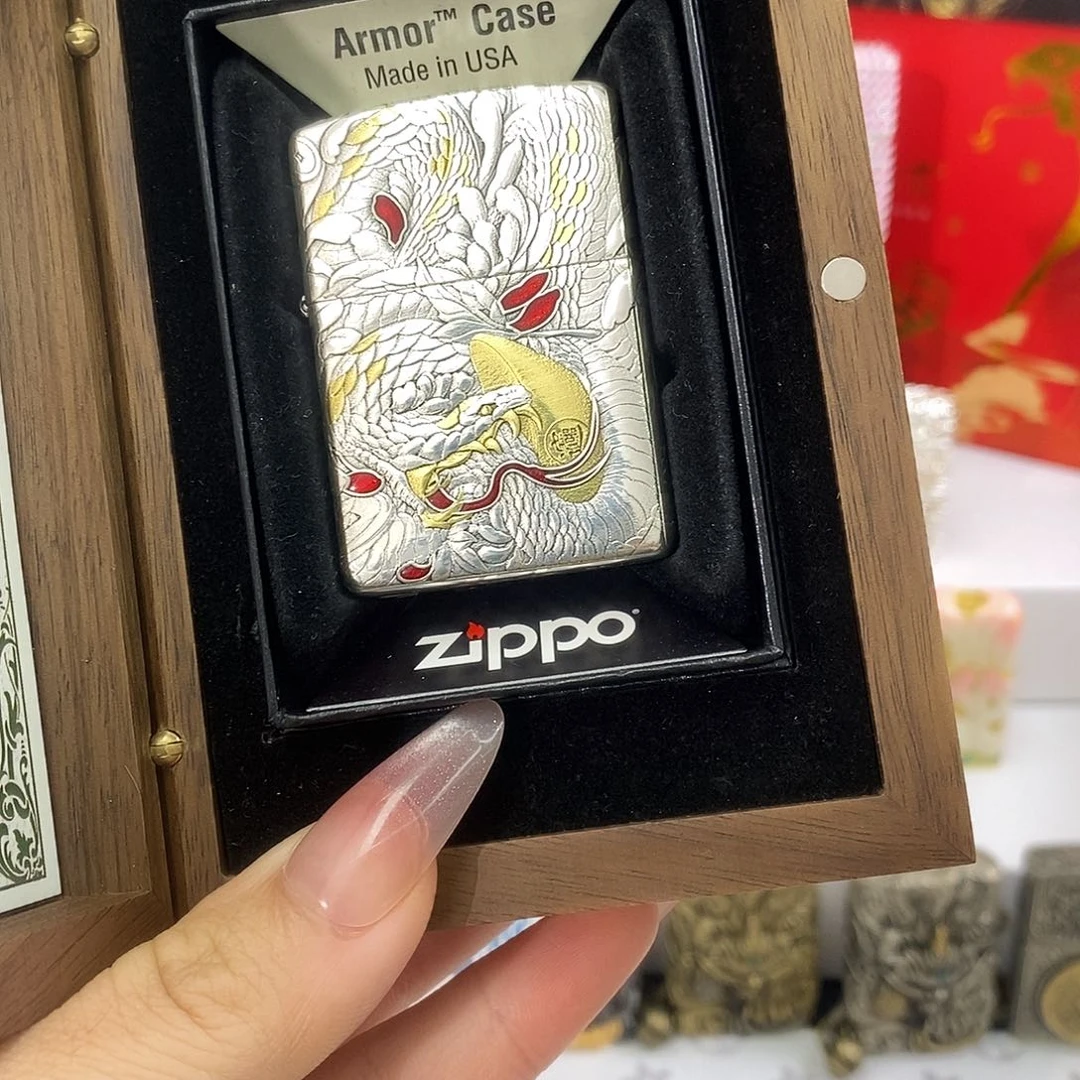 Armor™ Case
Made in USA
zippo